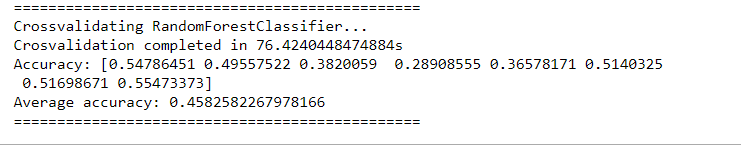 ===============================================
Crossvalidating RandomForestClassifier...
Crosvalidation completed in 76.4240448474884s
Accuracy: [0.54786451 0.49557522 0.3820059  0.28908555 0.36578171 0.5140325
 0.51698671 0.55473373]
Average accuracy: 0.4582582267978166
===============================================